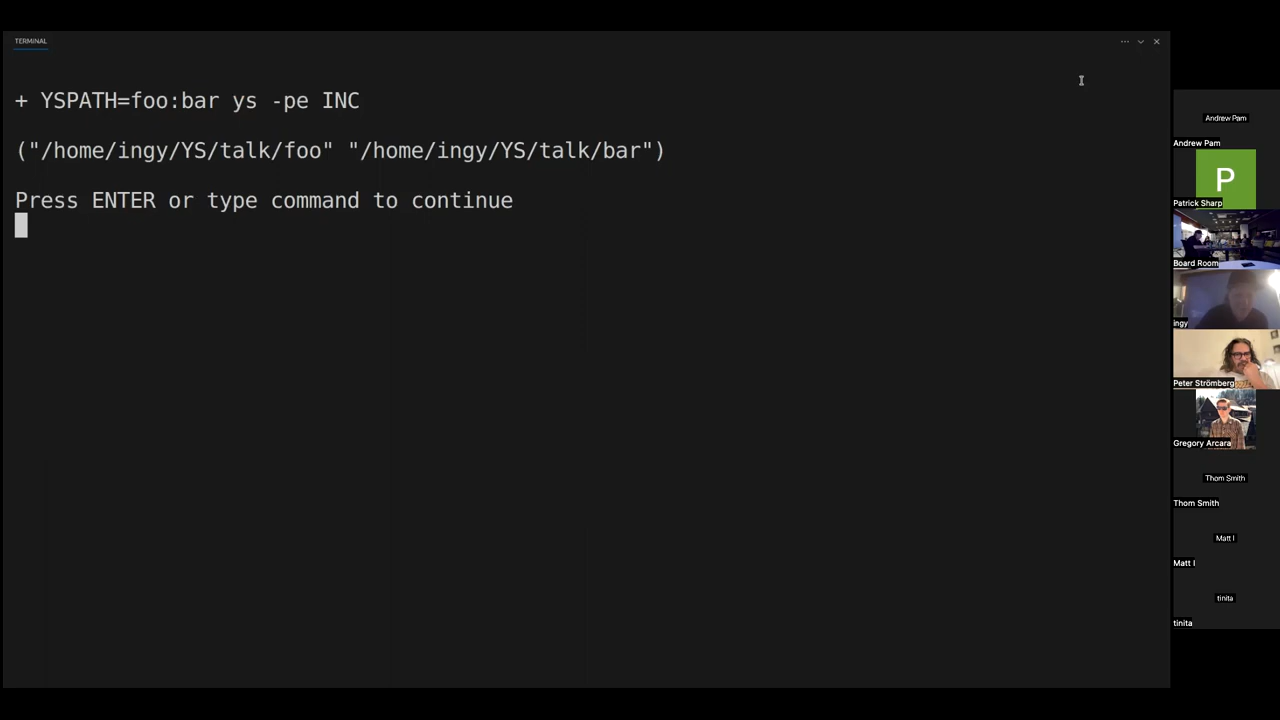 TERMINAL
+ YSPATH=foo:bar ys -pe INC
("/home/ingy/YS/talk/foo" "/home/ingy/YS/talk/bar")
Press ENTER or type command to continue
Andrew Pam
Andrew Pam
P
Patrick Sharp
Board Room
ingy
Peter Strömberg
Gregory Arcara
Thom Smith
Thom Smith
Matt I
Matt I
tinita
tinita